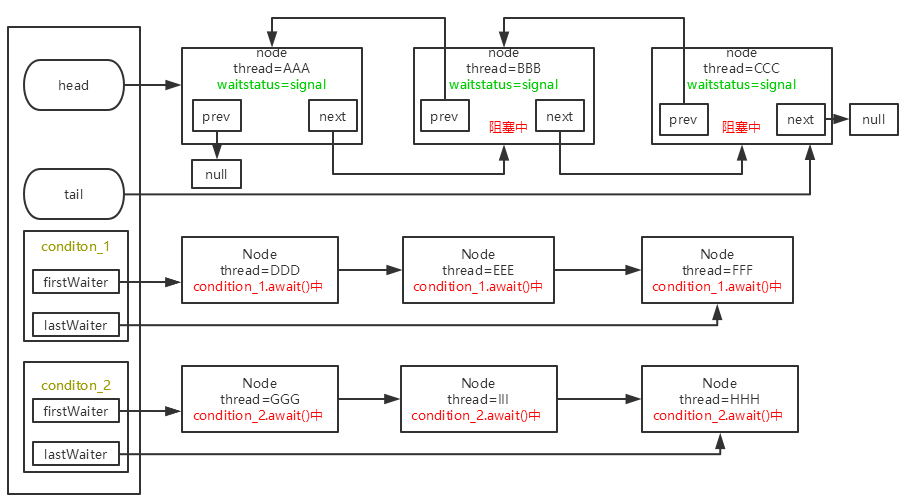 head
node
thread=AAA
waitstatus=signal
prev
next
null
node
thread=BBB
waitstatus=signal
prev
阻塞中
next
node
thread=CCC
waitstatus=signal
prev
阻塞中
next
null
tail
conditon_1
firstWaiter
lastWaiter
Node
thread=DDD
condition_1.await()中
Node
thread=EEE
condition_1.await()中
Node
thread=FFF
condition_1.await()中
conditon_2
firstWaiter
lastWaiter
Node
thread=GGG
condition_2.await()中
Node
thread=III
condition_2.await()中
Node
thread=HHH
condition_2.await()中